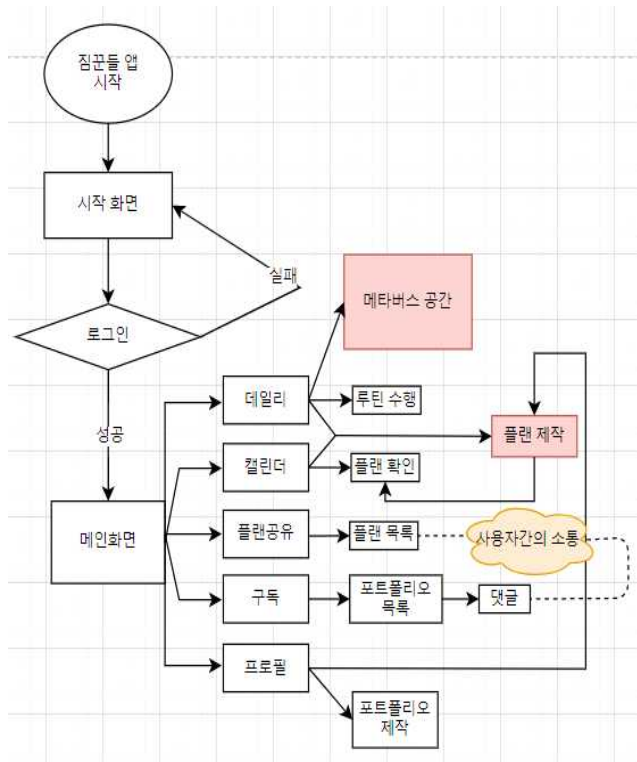 짐꾼들 앱
시작
시작 화면
실패
메타버스 공간
로그인
데일리
루틴 수행
성공
플랜 제작
캘린더
플랜 확인
메인화면
플랜공유
플랜 목록
사용자간의 소통
구독
포트폴리오
목록
댓글
프로필
포트폴리오
제작